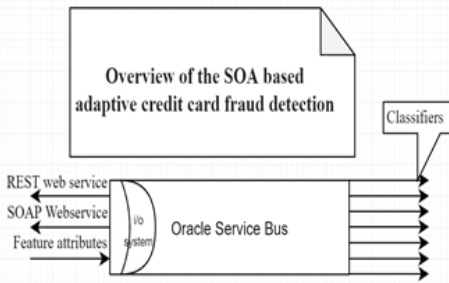 Overview of the SOA based
adaptive credit card fraud detection
Classifiers
REST web service
SOAP Webservice
Feature attributes
i/o
system
Oracle Service Bus